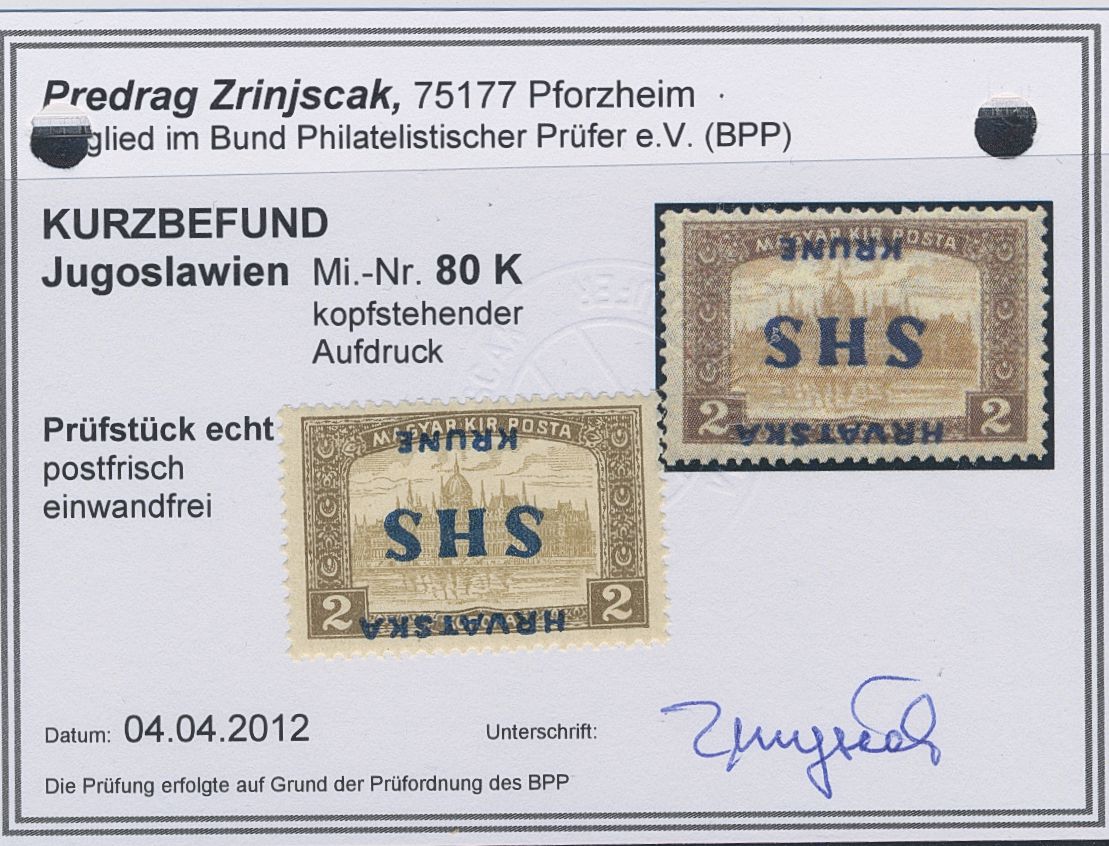 Predrag Zrinjscak, 75177 Pforzheim
glied im Bund Philatelistischer Prüfer e.V. (BPP)
KURZBEFUND
Jugoslawien Mi.-Nr. 80 K
kopfstehender
Aufdruck
MAGYAR KIR. POSTA
KRUNE
SHS
2 2
HRVATSKA
Prüfstück echt
postfrisch
einwandfrei
MAGYAR KIR. POSTA
KRUNE
SHS
2 2
HRVATSKA
Datum: 04.04.2012
Unterschrift:
Die Prüfung erfolgte auf Grund der Prüfordnung des BPP